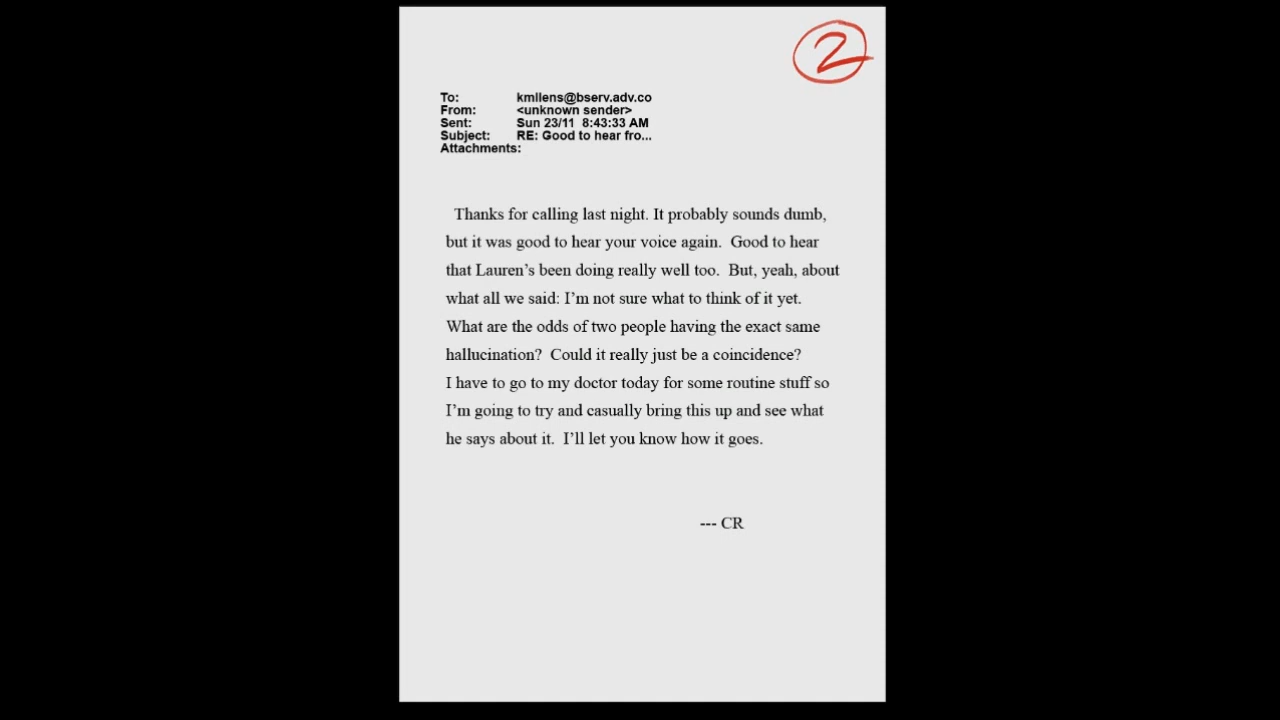 2
To: kmllens@bserv.adv.co
From: <unknown sender>
Sent: Sun 23/11 8:43:33 AM
Subject: RE: Good to hear fro...
Attachments:
Thanks for calling last night. It probably sounds dumb,
but it was good to hear your voice again. Good to hear
that Lauren’s been doing really well too. But, yeah, about
what all we said: I’m not sure what to think of it yet.
What are the odds of two people having the exact same
hallucination? Could it really just be a coincidence?
I have to go to my doctor today for some routine stuff so
I’m going to try and casually bring this up and see what
he says about it. I’ll let you know how it goes.
--- CR